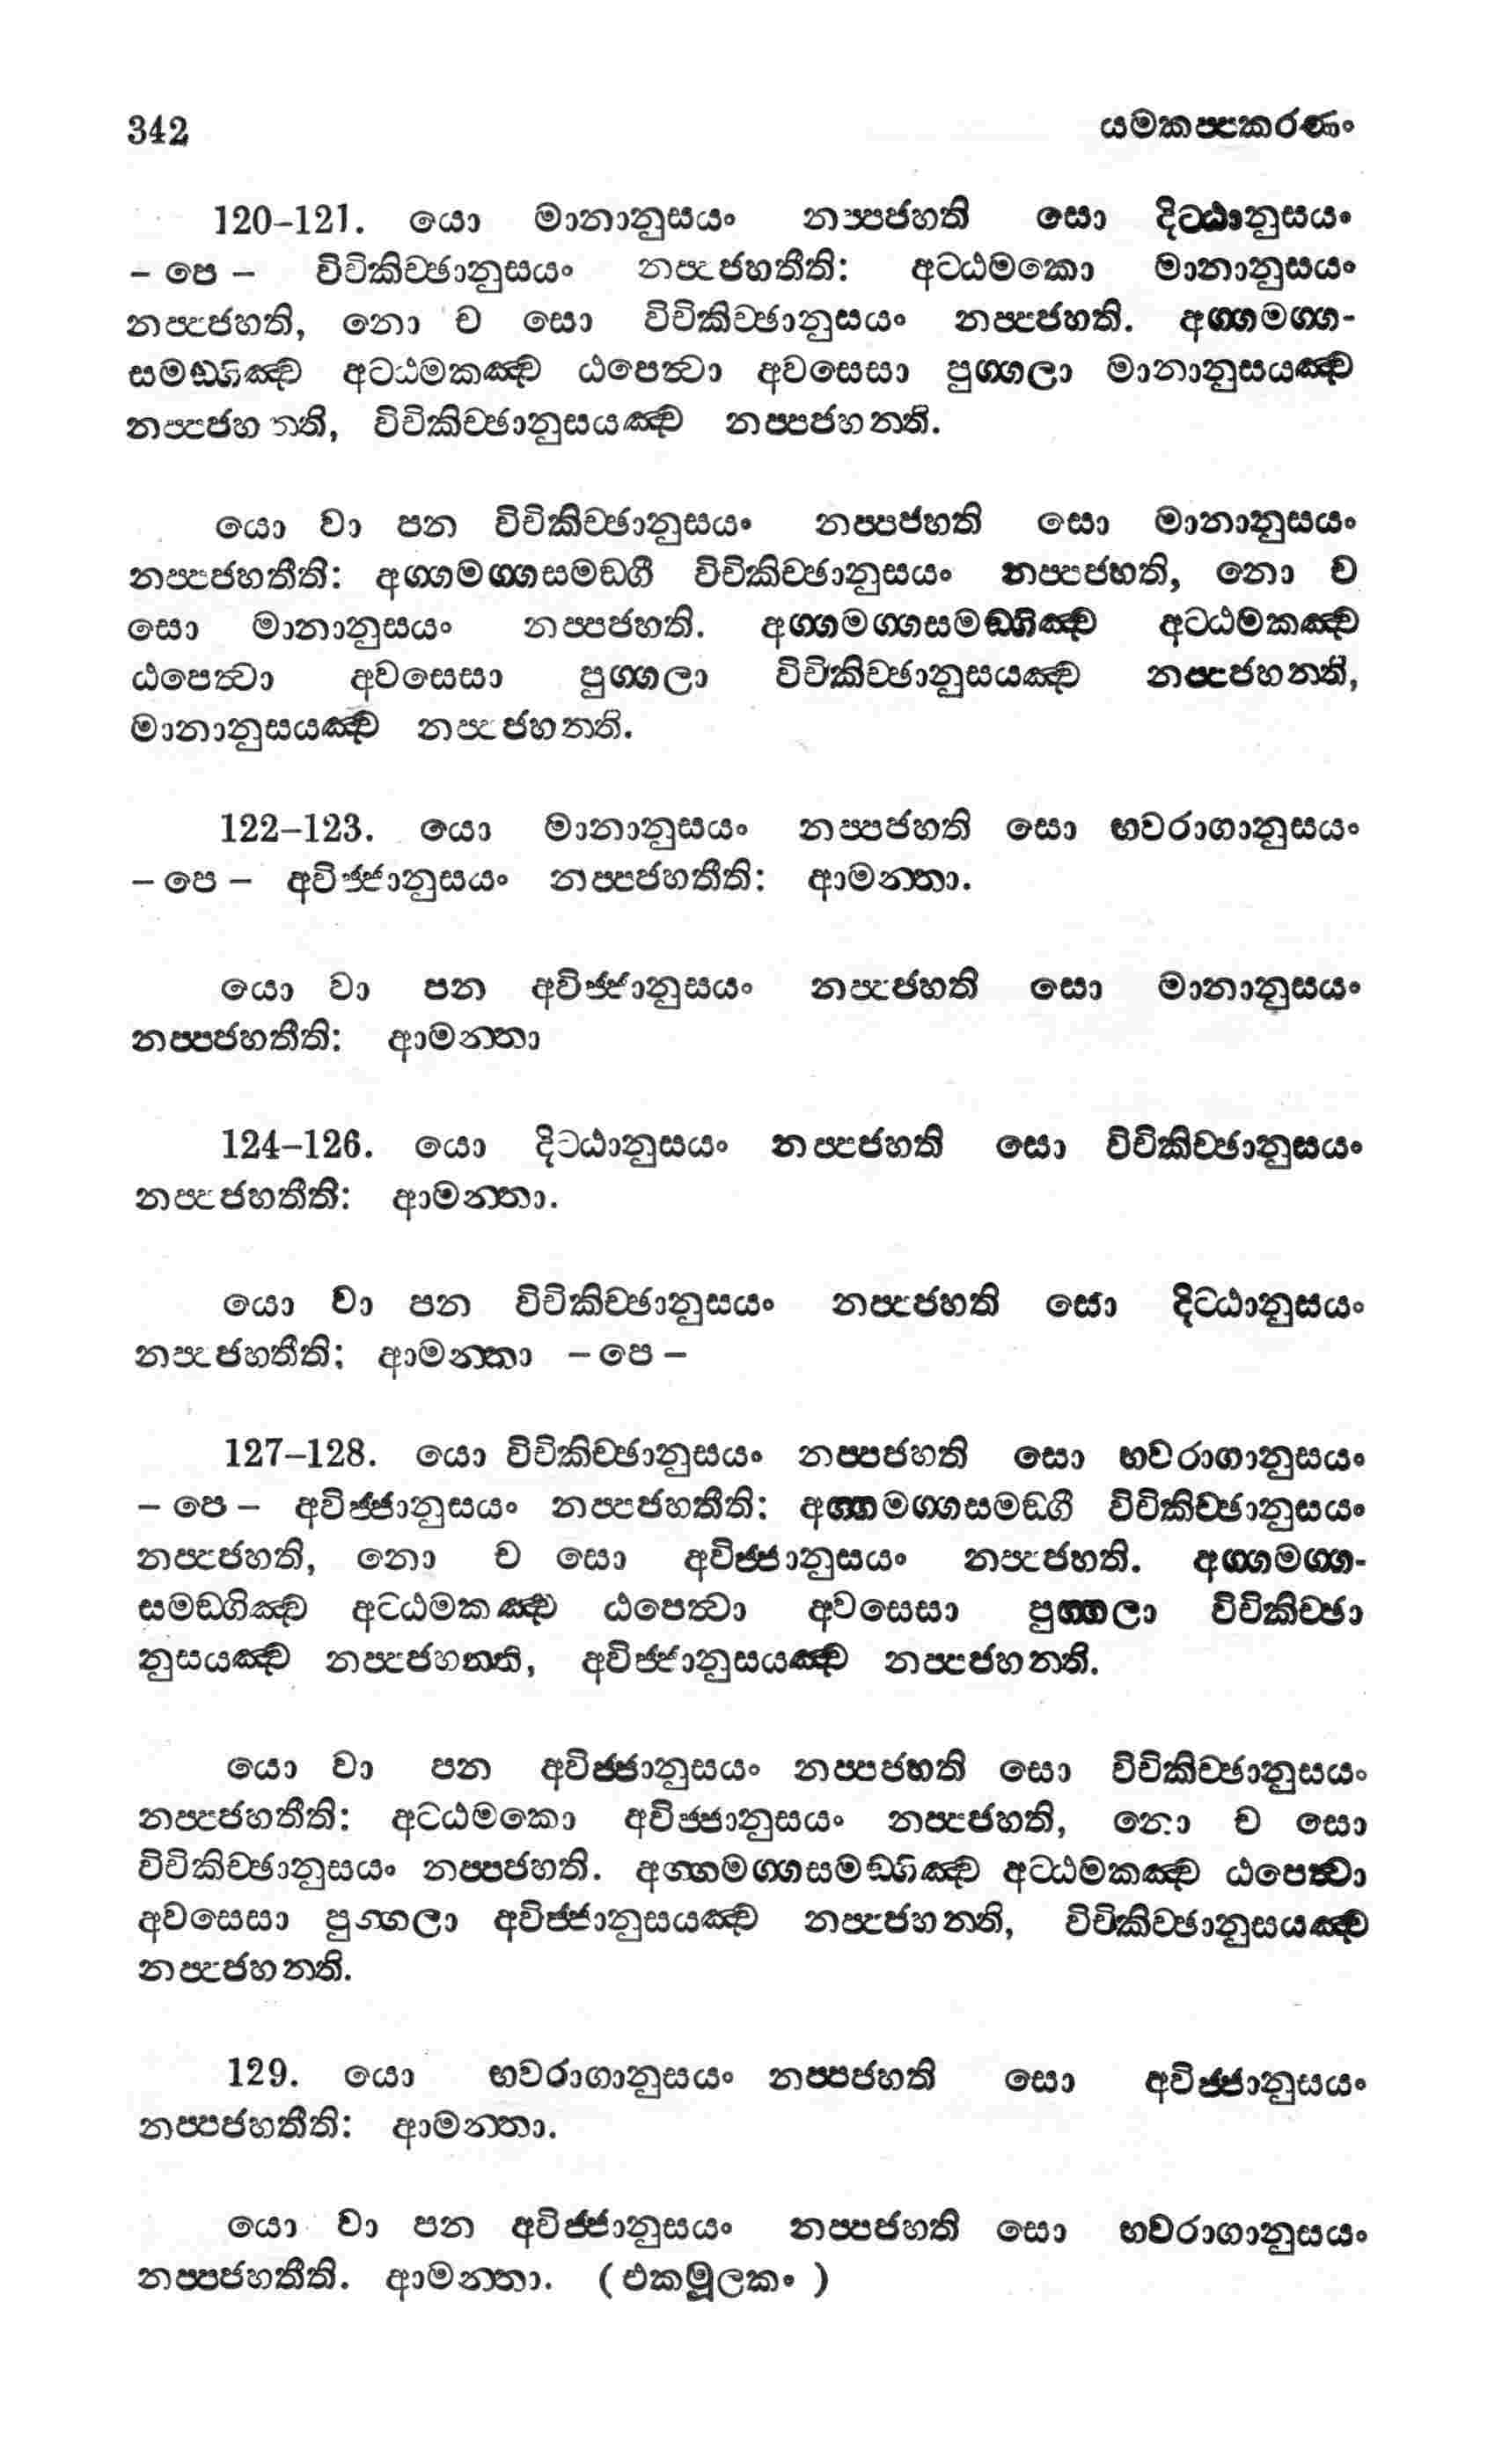 342 යමකප්පකරණං
120–121. යො මානානුසයං නප්පජහති සො දිට්ඨානුසයං
– පෙ – විචිකිච්ඡානුසයං නප්පජහතීති: අට්ඨමකො මානානුසයං
නප්පජහති, නො ච සො විචිකිච්ඡානුසයං නප්පජහති. අග්ගමග්ග-
සමඞ්ගිඤ්ච අට්ඨමකඤ්ච ඨපෙත්වා අවසෙසා පුග්ගලා මානානුසයඤ්ච
නප්පජහන්ති, විචිකිච්ඡානුසයඤ්ච නප්පජහන්ති.
යො වා පන විචිකිච්ඡානුසයං නප්පජහති සො මානානුසයං
නප්පජහතීති: අග්ගමග්ගසමඞ්ගී විචිකිච්ඡානුසයං නප්පජහති, නො ච
සො මානානුසයං නප්පජහති. අග්ගමග්ගසමඞ්ගිඤ්ච අට්ඨමකඤ්ච
ඨපෙත්වා අවසෙසා පුග්ගලා විචිකිච්ඡානුසයඤ්ච නප්පජහන්ති,
මානානුසයඤ්ච නප්පජහන්ති.
122–123. යො මානානුසයං නප්පජහති සො භවරාගානුසයං
– පෙ – අවිජ්ජානුසයං නප්පජහතීති: ආමන්තා.
යො වා පන අවිජ්ජානුසයං නප්පජහති සො මානානුසයං
නප්පජහතීති: ආමන්තා
124–126. යො දිට්ඨානුසයං නප්පජහති සො විචිකිච්ඡානුසයං
නප්පජහතීති: ආමන්තා.
යො වා පන විචිකිච්ඡානුසයං නප්පජහති සො දිට්ඨානුසයං
නප්පජහතීති; ආමන්තා – පෙ –
127–128. යො විචිකිච්ඡානුසයං නප්පජහති සො භවරාගානුසයං
– පෙ – අවිජ්ජානුසයං නප්පජහතීති: අග්ගමග්ගසමඞ්ගී විචිකිච්ඡානුසයං
නප්පජහති, නො ච සො අවිජ්ජානුසයං නප්පජහති. අග්ගමග්ග-
සමඞ්ගිඤ්ච අට්ඨමකඤ්ච ඨපෙත්වා අවසෙසා පුග්ගලා විචිකිච්ඡා
නුසයඤ්ච නප්පජහන්ති, අවිජ්ජානුසයඤ්ච නප්පජහන්ති.
යො වා පන අවිජ්ජානුසයං නප්පජහති සො විචිකිච්ඡානුසයං
නප්පජහතීති: අට්ඨමකො අවිජ්ජානුසයං නප්පජහති, නො ච සො
විචිකිච්ඡානුසයං නප්පජහති. අග්ගමග්ගසමඞ්ගිඤ්ච අට්ඨමකඤ්ච ඨපෙත්වා
අවසෙසා පුග්ගලා අවිජ්ජානුසයඤ්ච නප්පජහන්ති, විචිකිච්ඡානුසයඤ්ච
නප්පජහන්ති.
129. යො භවරාගානුසයං නප්පජහති සො අවිජ්ජානුසයං
නප්පජහතීති: ආමන්තා.
යො වා පන අවිජ්ජානුසයං නප්පජහති සො භවරාගානුසයං
නප්පජහතීති. ආමන්තා. ( එකමූලකං )